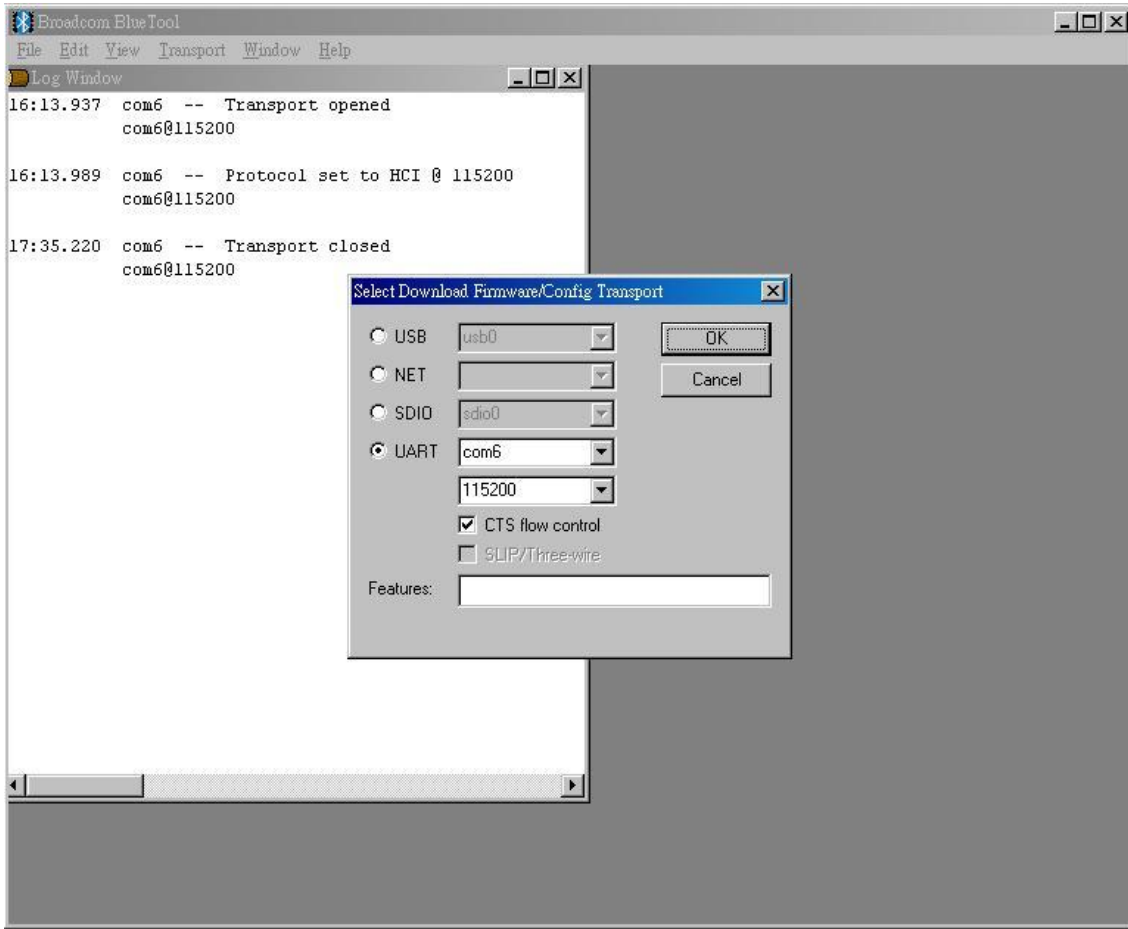 Broadcom BlueTool
File Edit View Transport Window Help
Log Window
16:13.937 com6 -- Transport opened
com6@115200
16:13.989 com6 -- Protocol set to HCI @ 115200
com6@115200
17:35.220 com6 -- Transport closed
com6@115200
Select Download Firmware/Config Transport
USB usb0 OK
NET Cancel
SDIO sdio0
UART com6
115200
CTS flow control
SLIP/Three-wire
Features: